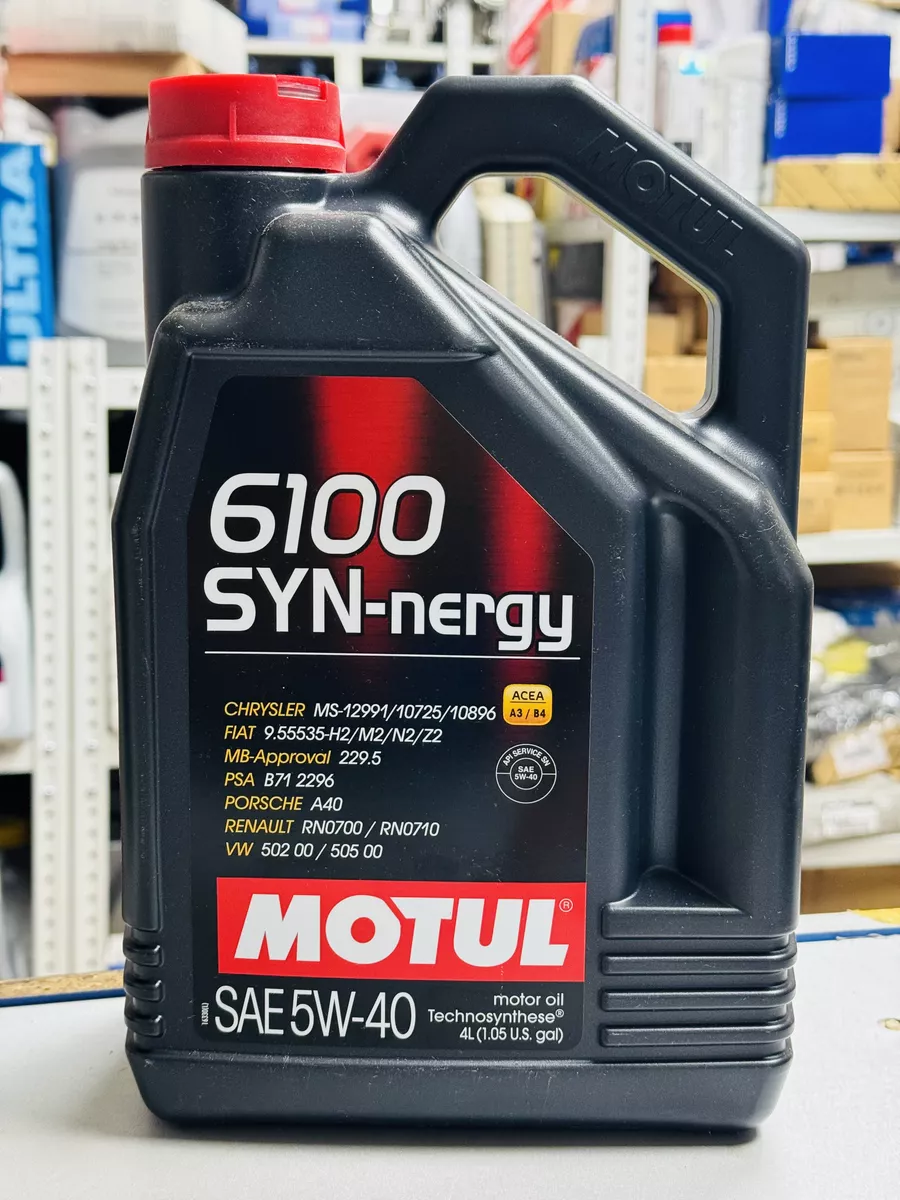 MOTUL
ULTRA
6100
SYN-nergy
CHRYSLER MS-12991/10725/10896
FIAT 9.55535-H2/M2/N2/Z2
MB-Approval 229.5
PSA B71 2296
PORSCHE A40
RENAULT RN0700 / RN0710
VW 502 00 / 505 00
ACEA
A3 / B4
API SERVICE SN
SAE
5W-40
MOTUL®
SAE 5W-40
motor oil
Technosynthese®
4L (1.05 U.S. gal)